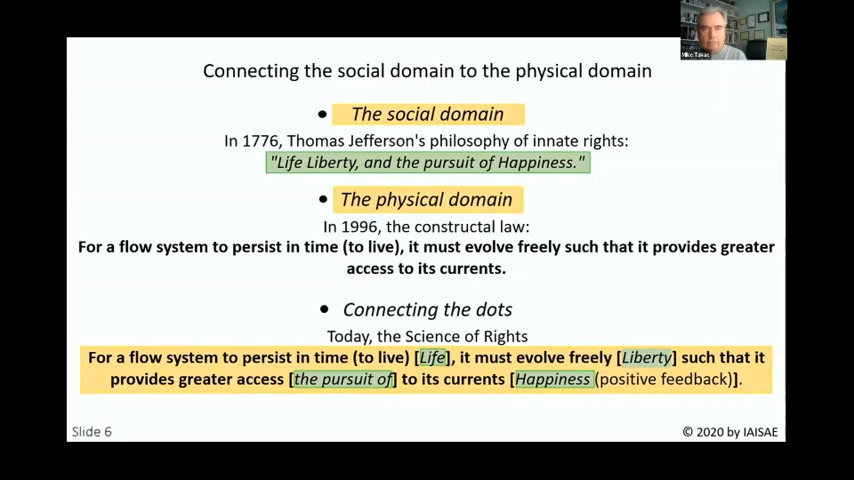 Mike Takac
Connecting the social domain to the physical domain
• The social domain
In 1776, Thomas Jefferson's philosophy of innate rights:
"Life Liberty, and the pursuit of Happiness."
• The physical domain
In 1996, the constructal law:
For a flow system to persist in time (to live), it must evolve freely such that it provides greater
access to its currents.
• Connecting the dots
Today, the Science of Rights
For a flow system to persist in time (to live) [Life], it must evolve freely [Liberty] such that it
provides greater access [the pursuit of] to its currents [Happiness (positive feedback)].
Slide 6
© 2020 by IAISAE